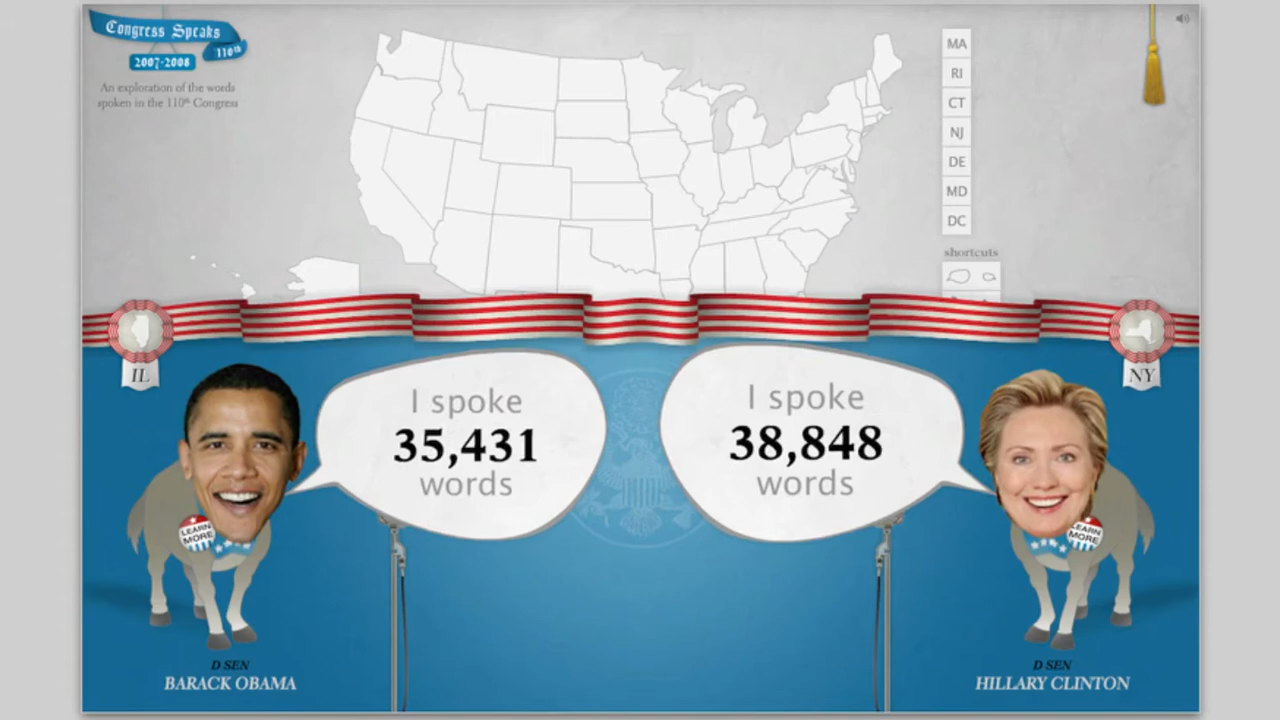 Congress Speaks
110th
2007-2008
An exploration of the words
spoken in the 110th Congress
MA
RI
CT
NJ
DE
MD
DC
shortcuts
IL
NY
I spoke
35,431
words
I spoke
38,848
words
LEARN
MORE
LEARN
MORE
D SEN
BARACK OBAMA
D SEN
HILLARY CLINTON